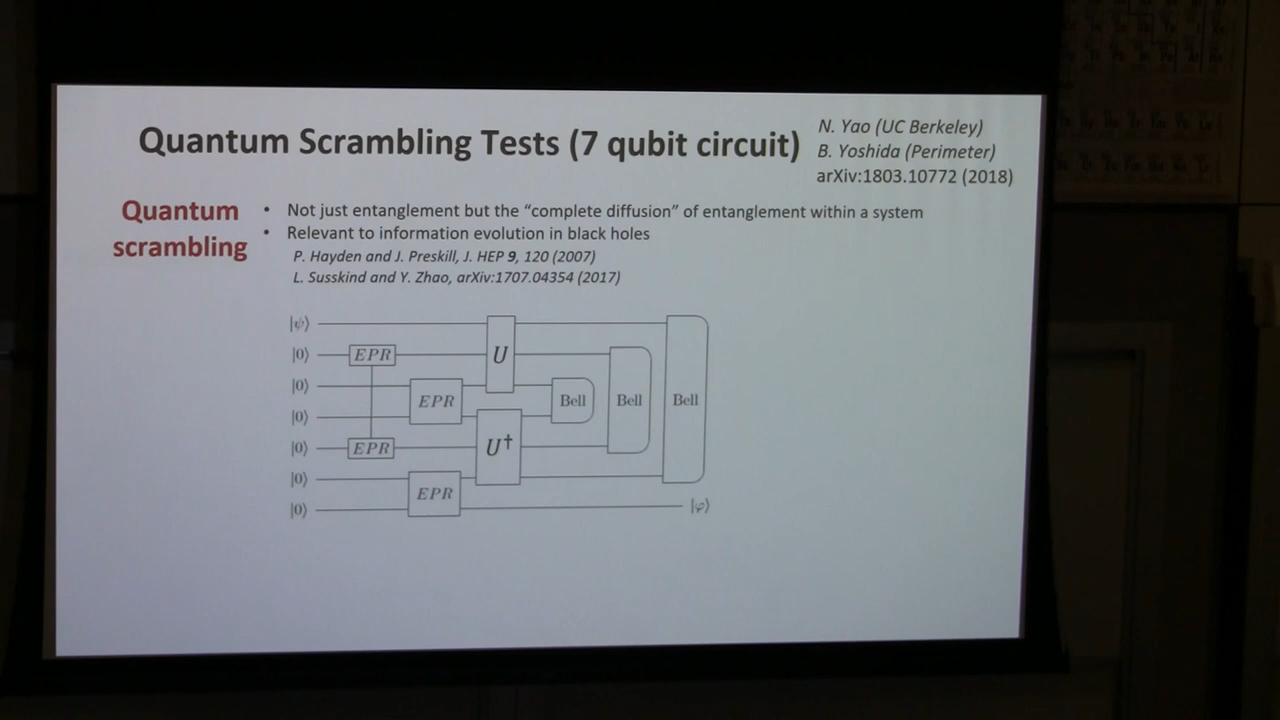 Quantum Scrambling Tests (7 qubit circuit)
N. Yao (UC Berkeley)
B. Yoshida (Perimeter)
arXiv:1803.10772 (2018)
Quantum
scrambling
• Not just entanglement but the “complete diffusion” of entanglement within a system
• Relevant to information evolution in black holes
P. Hayden and J. Preskill, J. HEP 9, 120 (2007)
L. Susskind and Y. Zhao, arXiv:1707.04354 (2017)
|ψ⟩
|0⟩ EPR U
|0⟩
EPR Bell Bell Bell
|0⟩
|0⟩ EPR U†
|0⟩
EPR
|0⟩ |φ⟩